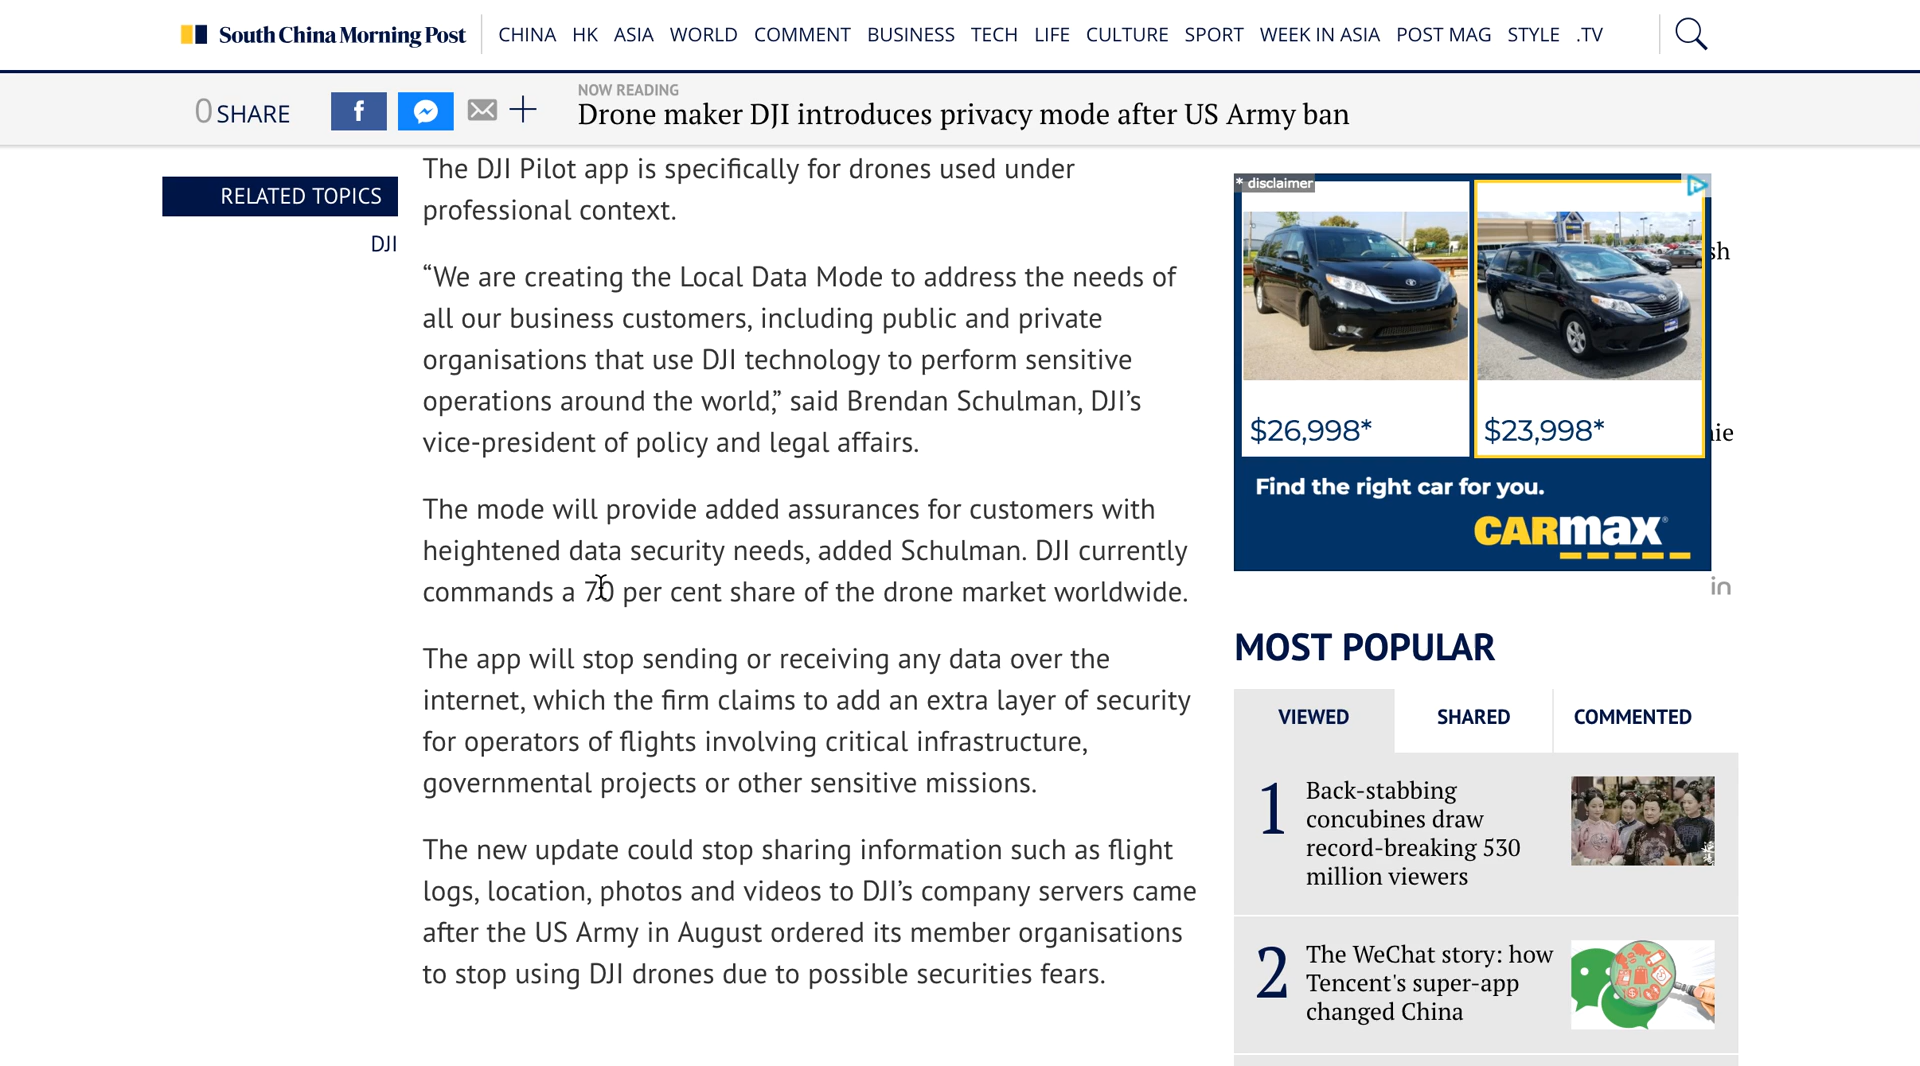 South China Morning Post
CHINA HK ASIA WORLD COMMENT BUSINESS TECH LIFE CULTURE SPORT WEEK IN ASIA POST MAG STYLE .TV
0 SHARE
NOW READING
Drone maker DJI introduces privacy mode after US Army ban
RELATED TOPICS
DJI
The DJI Pilot app is specifically for drones used under
professional context.
“We are creating the Local Data Mode to address the needs of
all our business customers, including public and private
organisations that use DJI technology to perform sensitive
operations around the world,” said Brendan Schulman, DJI’s
vice-president of policy and legal affairs.
The mode will provide added assurances for customers with
heightened data security needs, added Schulman. DJI currently
commands a 70 per cent share of the drone market worldwide.
The app will stop sending or receiving any data over the
internet, which the firm claims to add an extra layer of security
for operators of flights involving critical infrastructure,
governmental projects or other sensitive missions.
The new update could stop sharing information such as flight
logs, location, photos and videos to DJI’s company servers came
after the US Army in August ordered its member organisations
to stop using DJI drones due to possible securities fears.
* disclaimer
$26,998*
$23,998*
Find the right car for you.
CARMAX
in
MOST POPULAR
VIEWED
SHARED
COMMENTED
1
Back-stabbing
concubines draw
record-breaking 530
million viewers
2
The WeChat story: how
Tencent's super-app
changed China